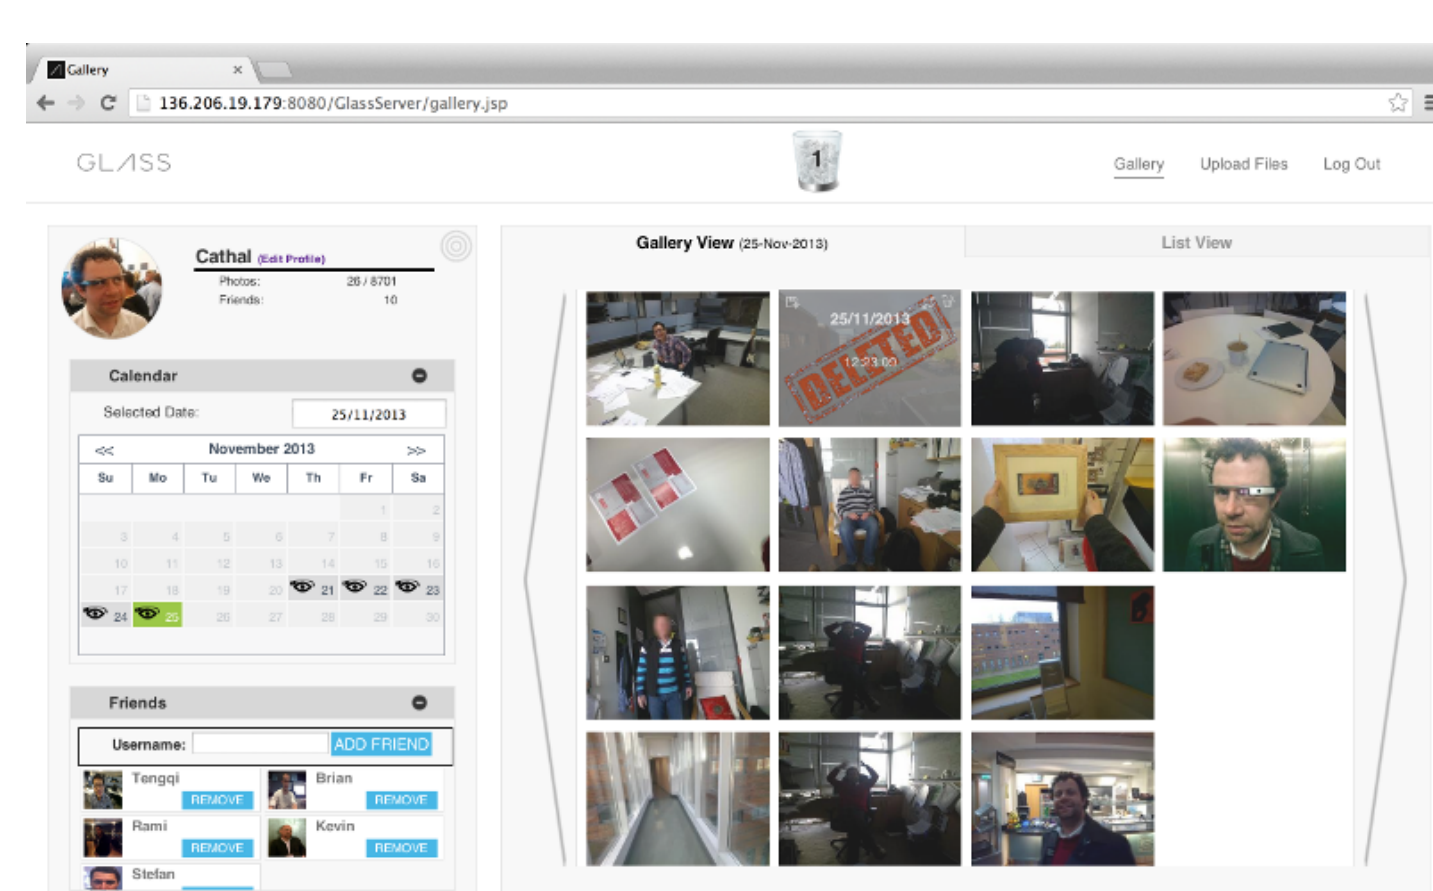 Gallery
136.206.19.179:8080/GlassServer/gallery.jsp
GLASS
1
Gallery
Upload Files
Log Out
Cathal (Edit Profile)
Photos: 26 / 8701
Friends: 10
Calendar
Selected Date: 25/11/2013
<< November 2013 >>
Su Mo Tu We Th Fr Sa
1 2
3 4 5 6 7 8 9
10 11 12 13 14 15 16
17 18 19 20 21 22 23
24 25 26 27 28 29 30
Friends
Username: ADD FRIEND
Tengqi
REMOVE
Brian
REMOVE
Rami
REMOVE
Kevin
REMOVE
Stefan
Gallery View (25-Nov-2013)
List View
25/11/2013
DELETED
12:23:09